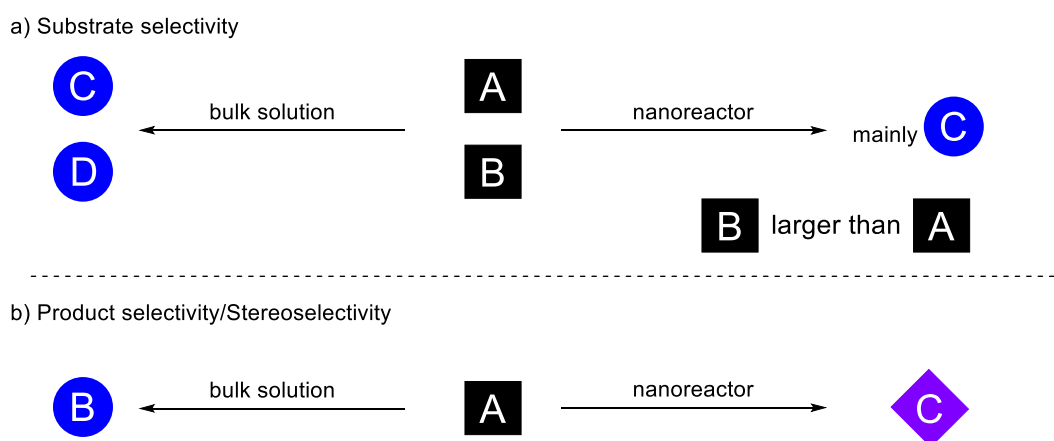 a) Substrate selectivity
C
A
bulk solution
nanoreactor
mainly C
D
B
B larger than A
b) Product selectivity/Stereoselectivity
B
bulk solution
A
nanoreactor
C